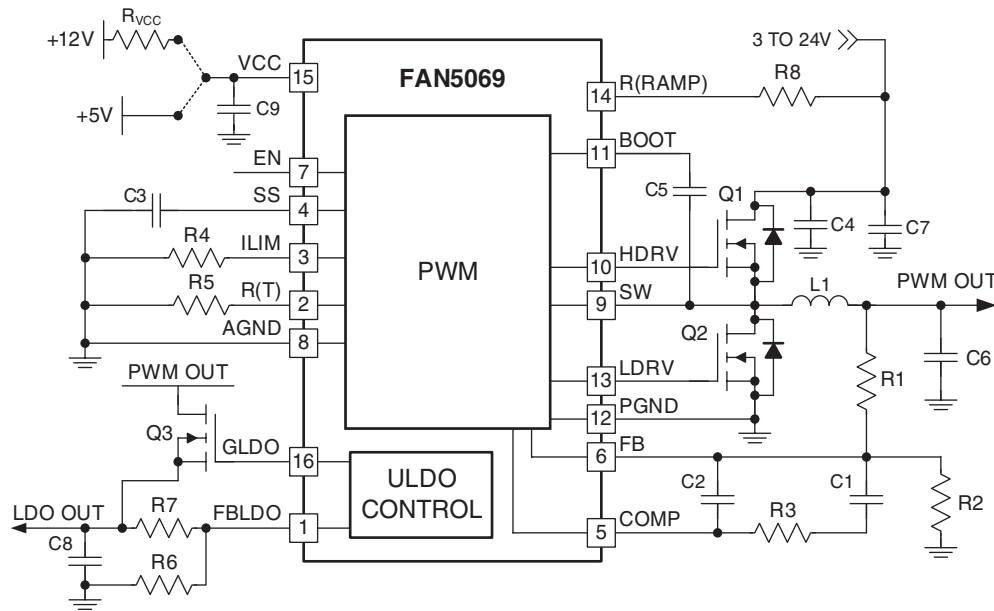 RVCC
+12V
+5V
VCC
15
C9
FAN5069
3 TO 24V
14
R(RAMP)
R8
11
BOOT
C5
Q1
C4
C7
EN
7
C3
SS
4
R4
ILIM
3
R5
R(T)
2
AGND
8
PWM
10
HDRV
9
SW
L1
PWM OUT
Q2
13
LDRV
12
PGND
R1
C6
6
FB
C2
C1
R2
5
COMP
R3
PWM OUT
Q3
GLDO
16
ULDO
CONTROL
LDO OUT
R7
FBLDO
1
C8
R6